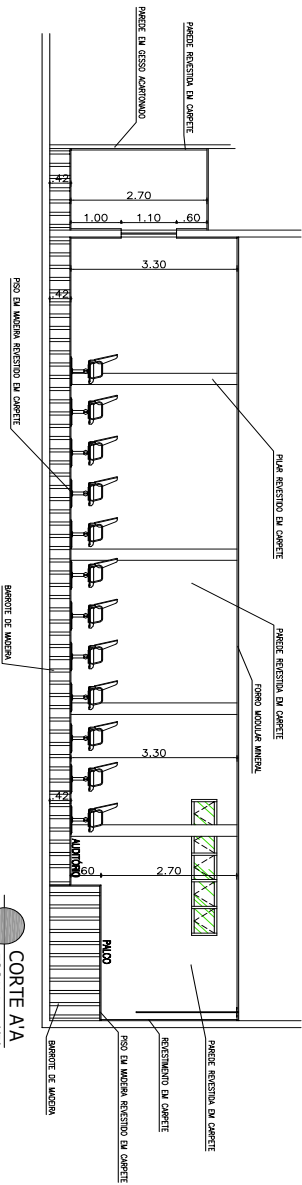 PAREDE REVESTIDA EM CARPETE
PAREDE EM GESSO ACARTONADO
.42
2.70
1.00
1.10
.60
3.30
.42
PISO EM MADEIRA REVESTIDO EM CARPETE
PILAR REVESTIDO EM CARPETE
PAREDE REVESTIDA EM CARPETE
FORRO MODULAR MINERAL
BARROTE DE MADEIRA
3.30
.42
AUDITÓRIO
.60
2.70
PALCO
PAREDE REVESTIDA EM CARPETE
REVESTIMENTO EM CARPETE
PISO EM MADEIRA REVESTIDO EM CARPETE
BARROTE DE MADEIRA
CORTE A'A